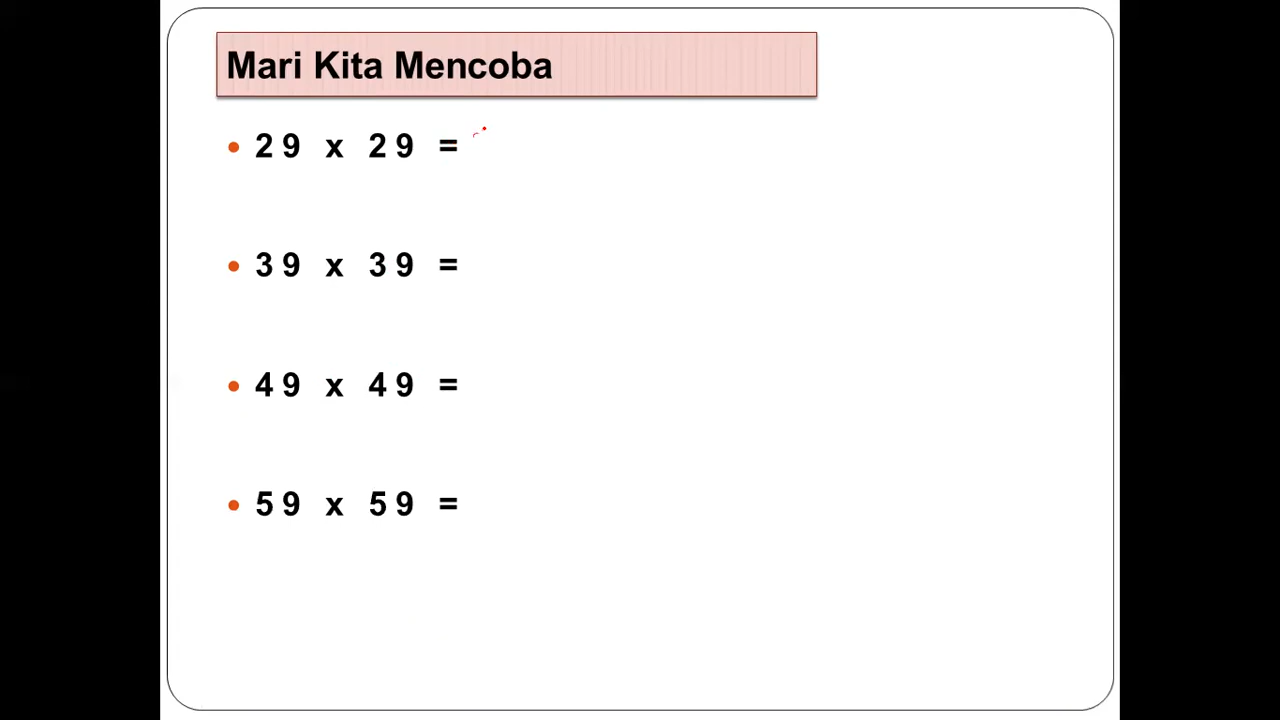 Mari Kita Mencoba
• 29 x 29 =
• 39 x 39 =
• 49 x 49 =
• 59 x 59 =